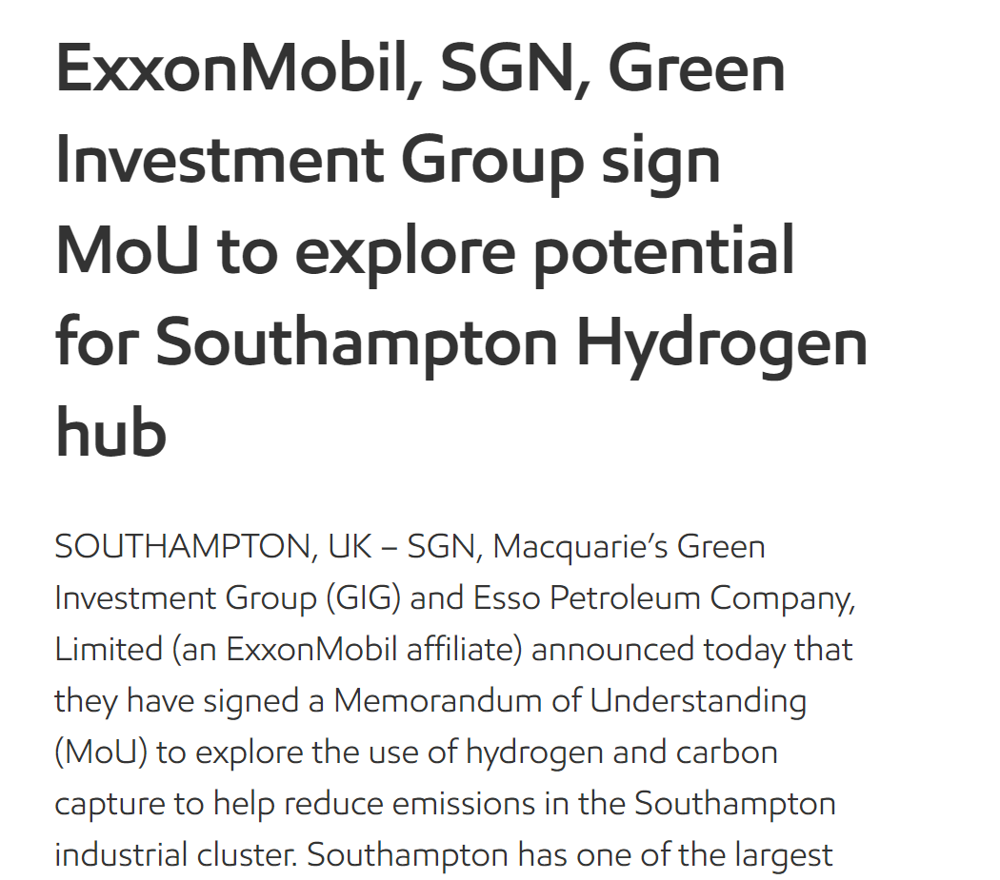 ExxonMobil, SGN, Green
Investment Group sign
MoU to explore potential
for Southampton Hydrogen
hub
SOUTHAMPTON, UK – SGN, Macquarie’s Green
Investment Group (GIG) and Esso Petroleum Company,
Limited (an ExxonMobil affiliate) announced today that
they have signed a Memorandum of Understanding
(MoU) to explore the use of hydrogen and carbon
capture to help reduce emissions in the Southampton
industrial cluster. Southampton has one of the largest